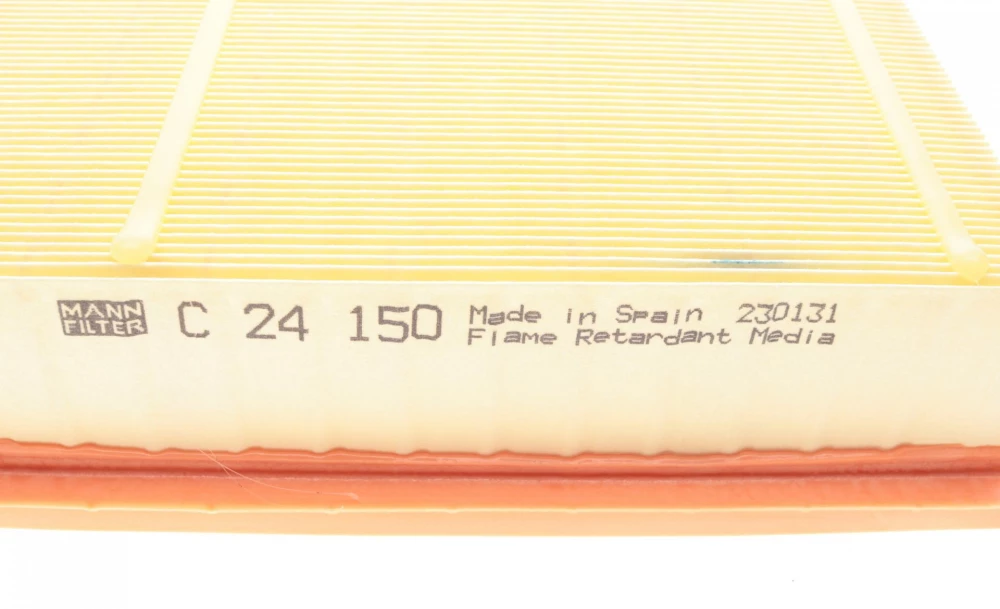 MANN
FILTER
C 24 150
Made in Spain 230131
Flame Retardant Media